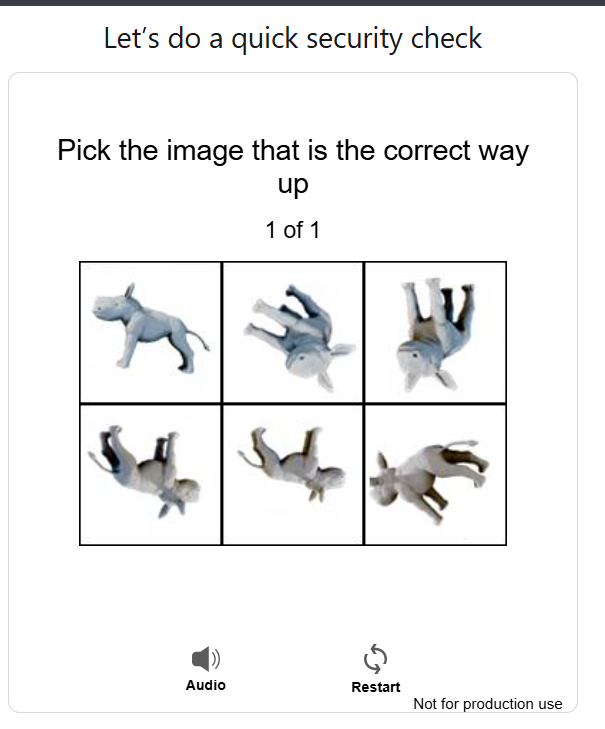 Let's do a quick security check
Pick the image that is the correct way
up
1 of 1
Audio
Restart
Not for production use